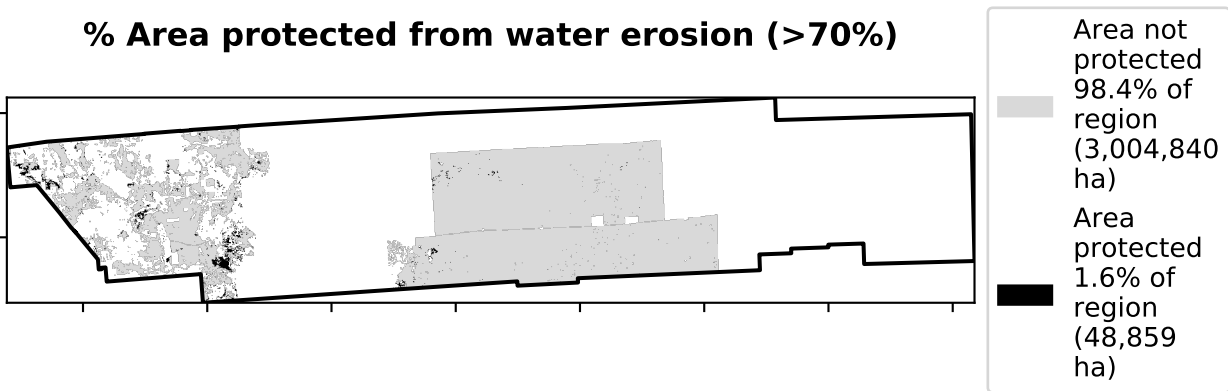 % Area protected from water erosion (>70%)
Area not
protected
98.4% of
region
(3,004,840
ha)
Area
protected
1.6% of
region
(48,859
ha)